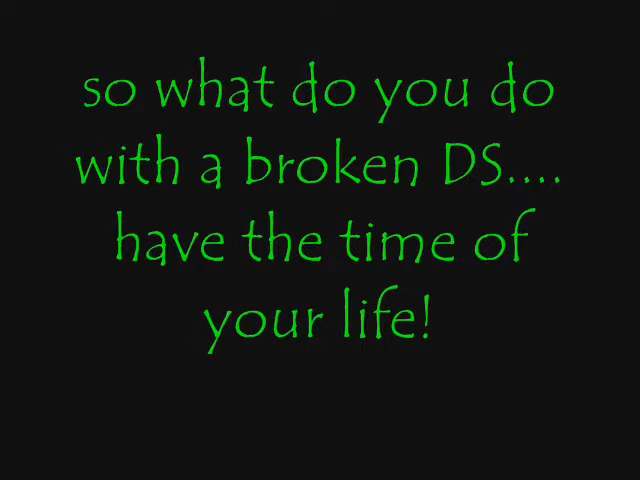 so what do you do
with a broken DS....
have the time of
your life!